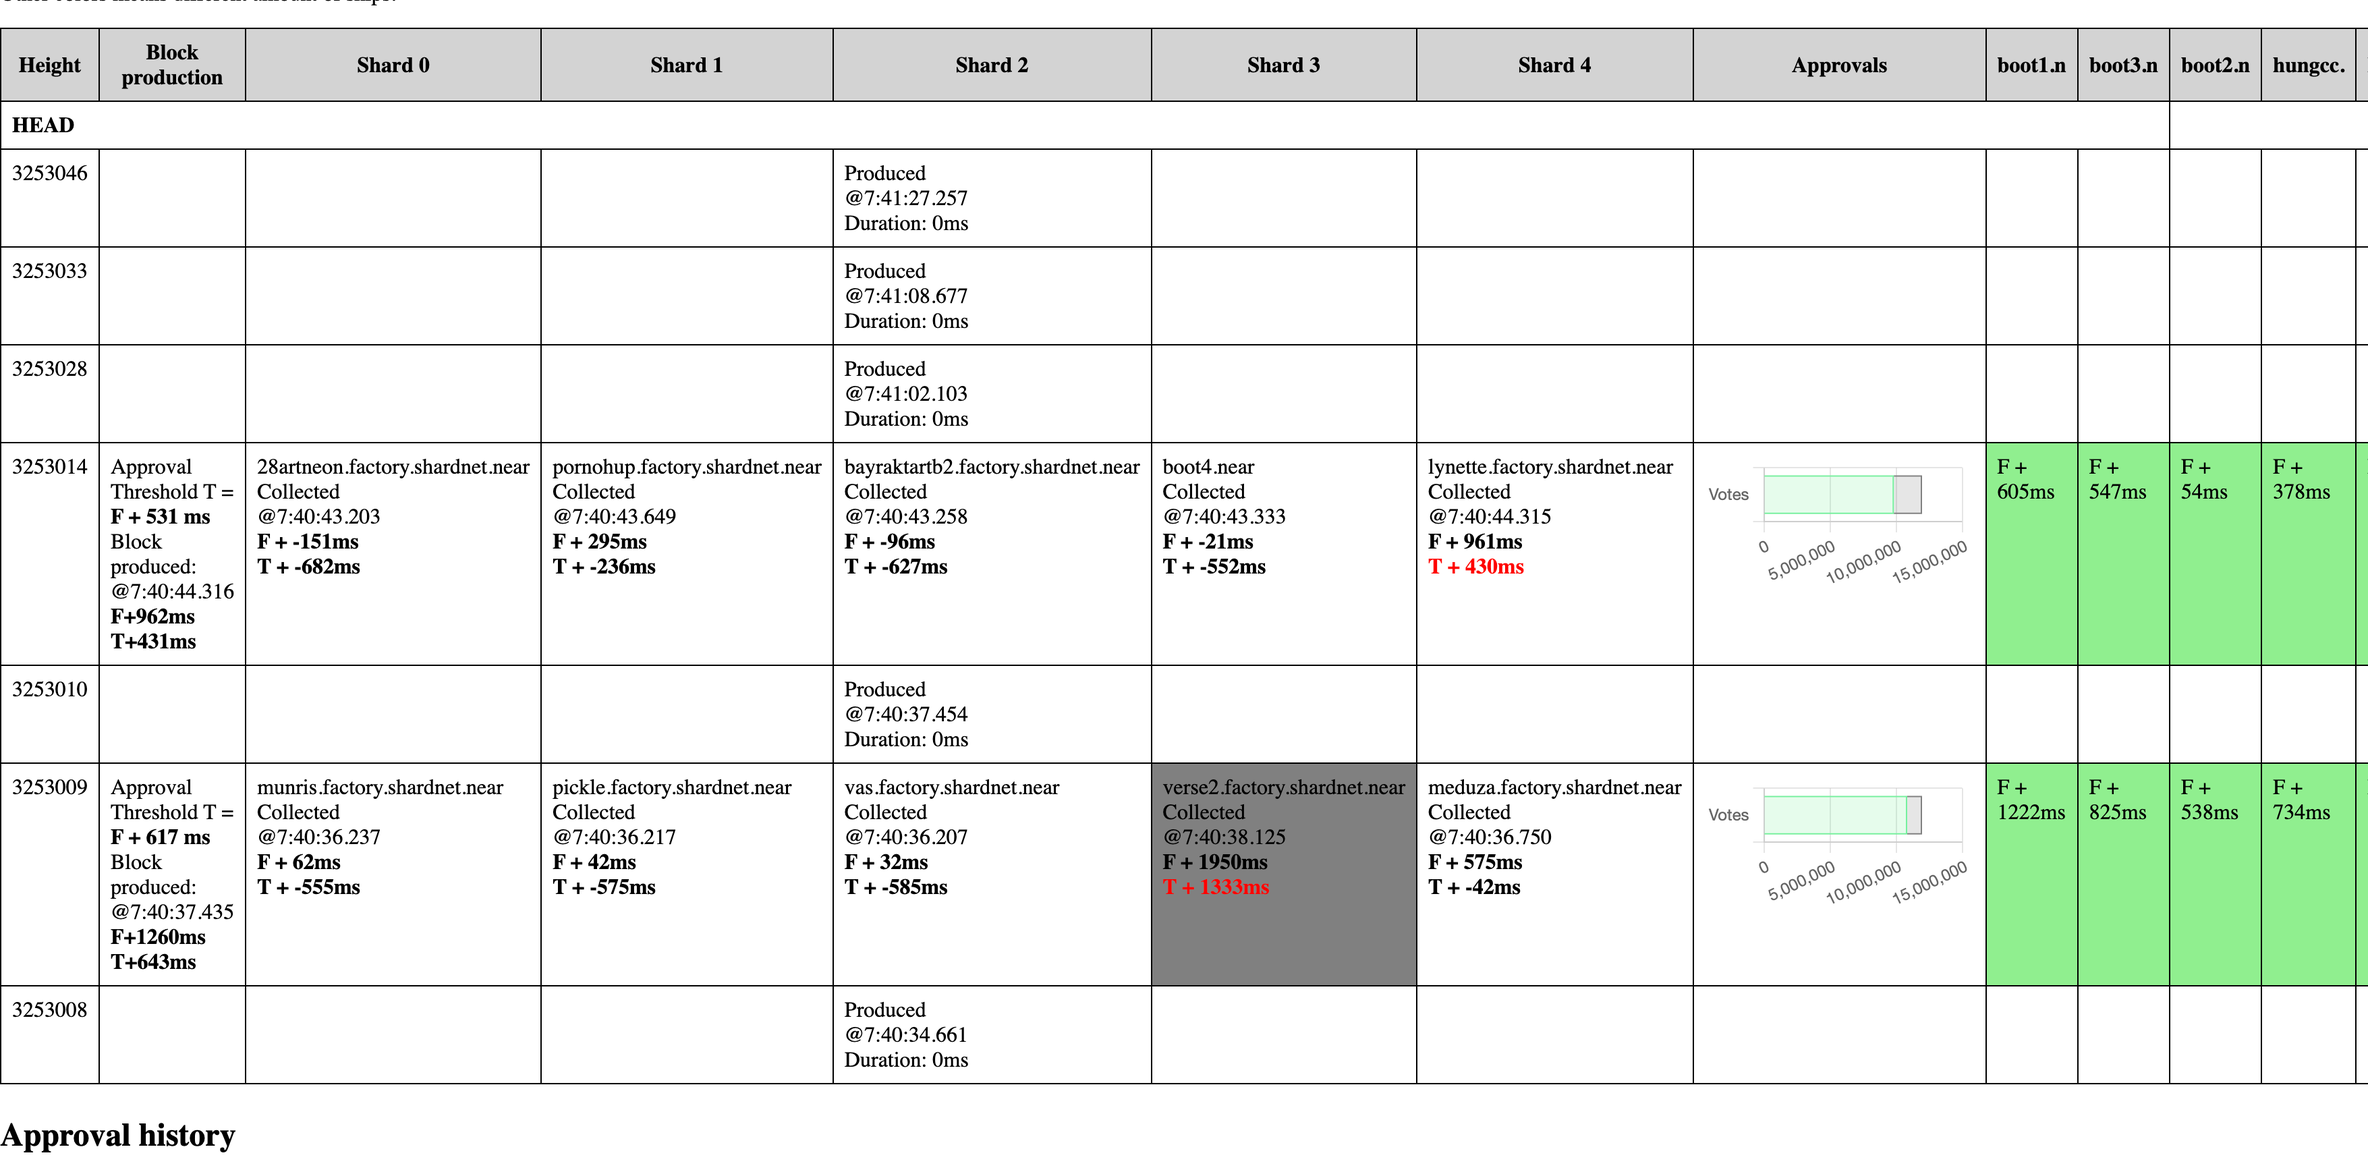 Height Block production Shard 0 Shard 1 Shard 2 Shard 3 Shard 4 Approvals boot1.n boot3.n boot2.n hungcc.
HEAD
3253046
Produced
@7:41:27.257
Duration: 0ms
3253033
Produced
@7:41:08.677
Duration: 0ms
3253028
Produced
@7:41:02.103
Duration: 0ms
3253014
Approval
Threshold T =
F + 531 ms
Block
produced:
@7:40:44.316
F+962ms
T+431ms
28artneon.factory.shardnet.near
Collected
@7:40:43.203
F + -151ms
T + -682ms
pornohup.factory.shardnet.near
Collected
@7:40:43.649
F + 295ms
T + -236ms
bayraktartb2.factory.shardnet.near
Collected
@7:40:43.258
F + -96ms
T + -627ms
boot4.near
Collected
@7:40:43.333
F + -21ms
T + -552ms
lynette.factory.shardnet.near
Collected
@7:40:44.315
F + 961ms
T + 430ms
Votes
0 5,000,000 10,000,000 15,000,000
F +
605ms
F +
547ms
F +
54ms
F +
378ms
3253010
Produced
@7:40:37.454
Duration: 0ms
3253009
Approval
Threshold T =
F + 617 ms
Block
produced:
@7:40:37.435
F+1260ms
T+643ms
munris.factory.shardnet.near
Collected
@7:40:36.237
F + 62ms
T + -555ms
pickle.factory.shardnet.near
Collected
@7:40:36.217
F + 42ms
T + -575ms
vas.factory.shardnet.near
Collected
@7:40:36.207
F + 32ms
T + -585ms
verse2.factory.shardnet.near
Collected
@7:40:38.125
F + 1950ms
T + 1333ms
meduza.factory.shardnet.near
Collected
@7:40:36.750
F + 575ms
T + -42ms
Votes
0 5,000,000 10,000,000 15,000,000
F +
1222ms
F +
825ms
F +
538ms
F +
734ms
3253008
Produced
@7:40:34.661
Duration: 0ms
Approval history